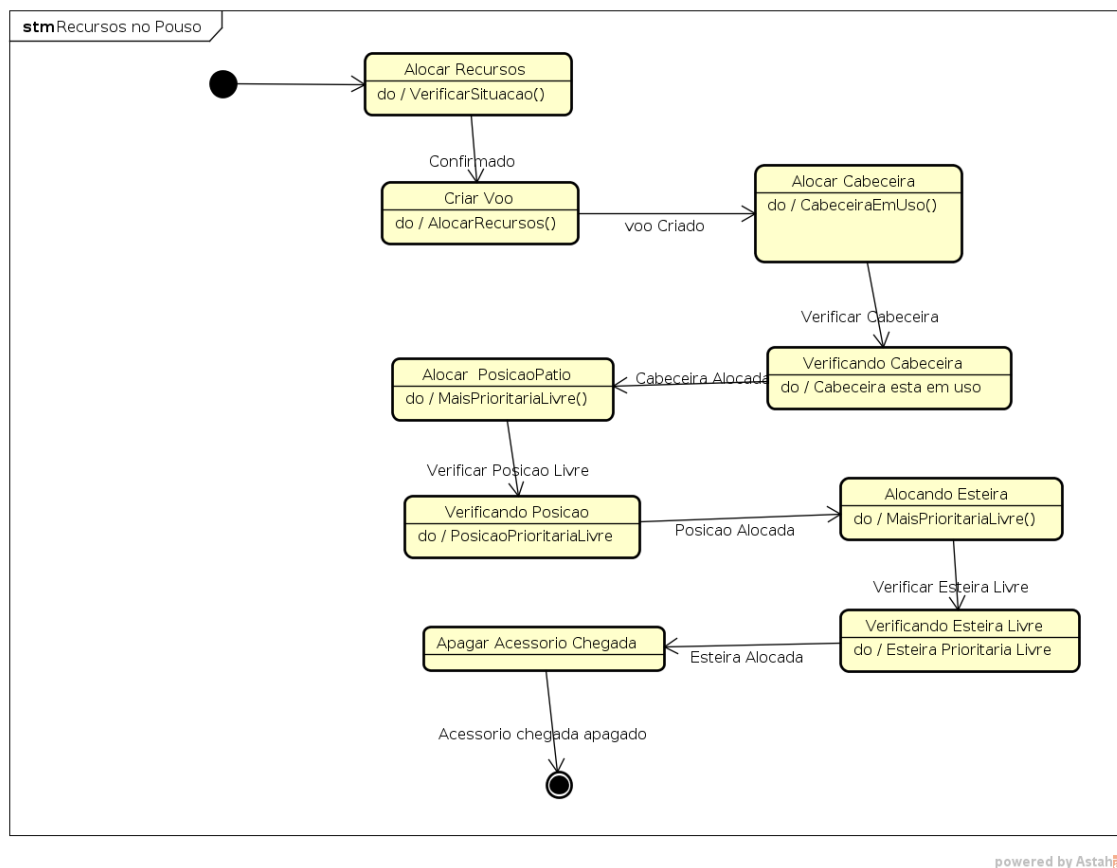 stm Recursos no Pouso
Alocar Recursos
do / VerificarSituacao()
Confirmado
Criar Voo
do / AlocarRecursos()
voo Criado
Alocar Cabeceira
do / CabeceiraEmUso()
Verificar Cabeceira
Verificando Cabeceira
do / Cabeceira esta em uso
Cabeceira Alocada
Alocar PosicaoPatio
do / MaisPrioritariaLivre()
Verificar Posicao Livre
Verificando Posicao
do / PosicaoPrioritariaLivre
Posicao Alocada
Alocando Esteira
do / MaisPrioritariaLivre()
Verificar Esteira Livre
Verificando Esteira Livre
do / Esteira Prioritaria Livre
Esteira Alocada
Apagar Acessorio Chegada
Acessorio chegada apagado
powered by Astah